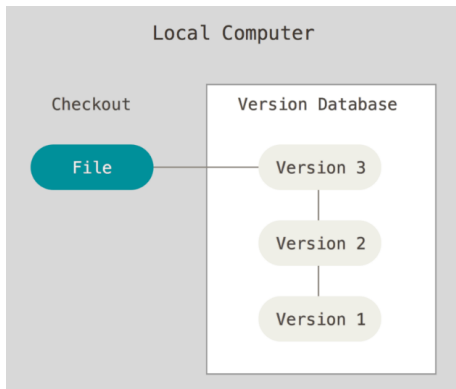 Local Computer
Checkout
Version Database
File
Version 3
Version 2
Version 1